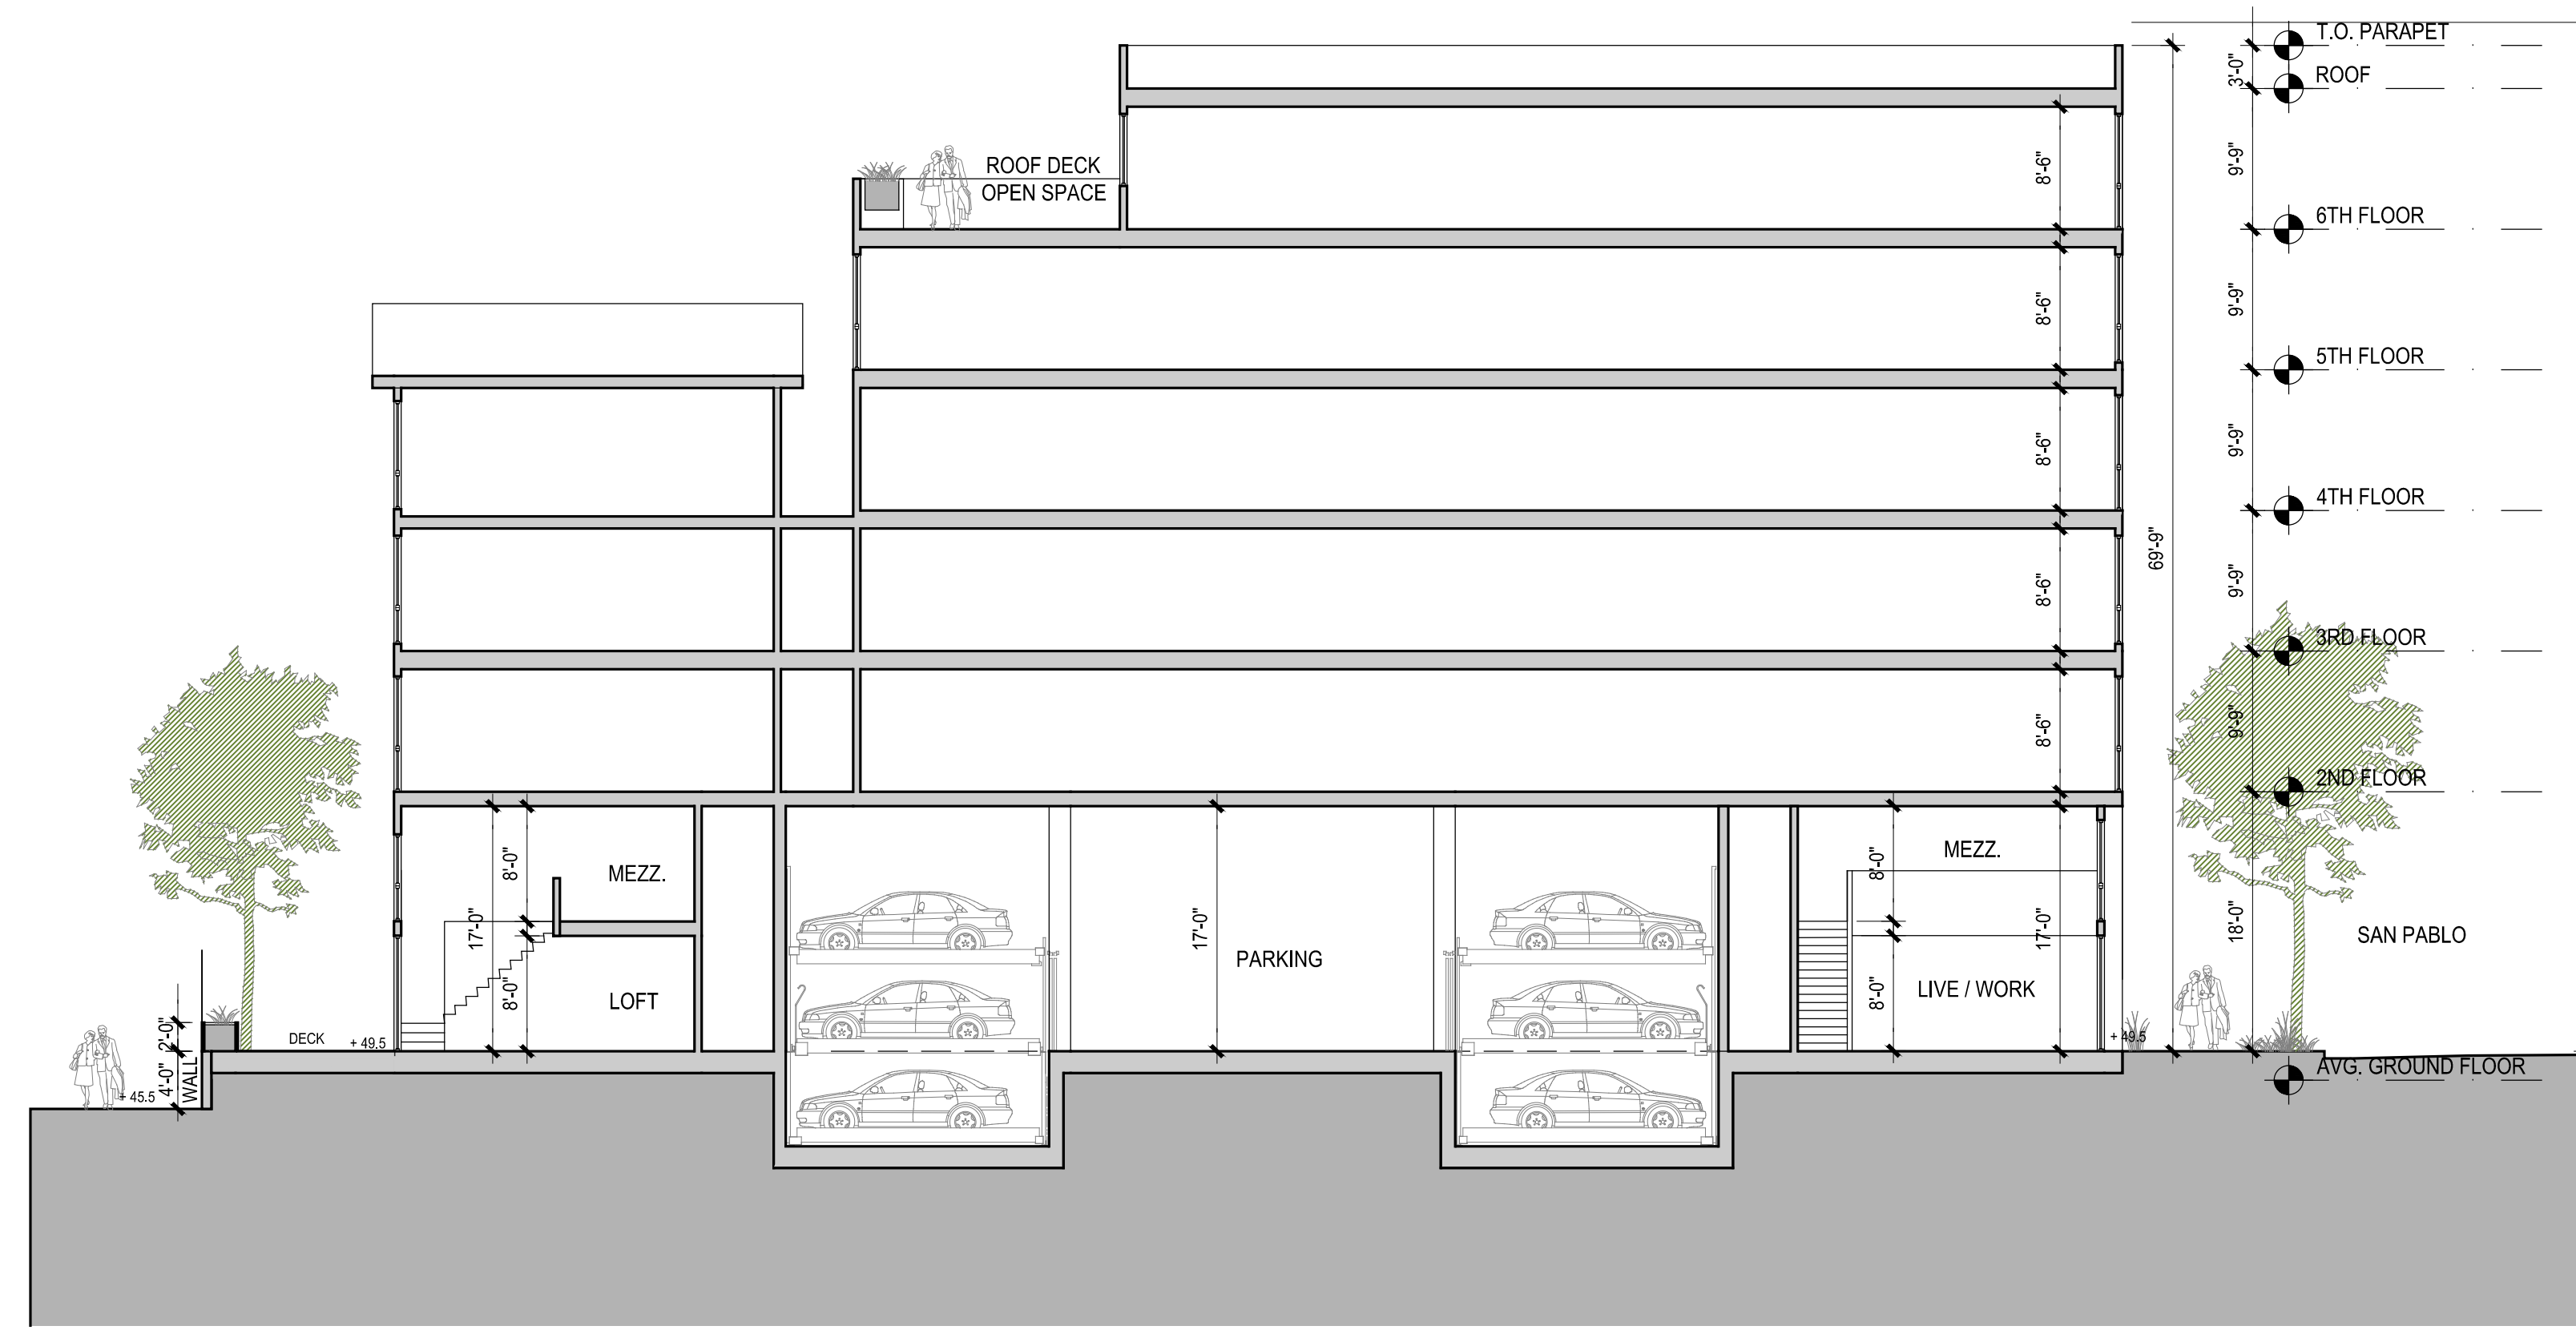 T.O. PARAPET
3'-0"
ROOF
9'-9"
8'-6"
ROOF DECK
OPEN SPACE
6TH FLOOR
9'-9"
8'-6"
5TH FLOOR
9'-9"
8'-6"
4TH FLOOR
69'-9"
9'-9"
8'-6"
3RD FLOOR
9'-9"
8'-6"
2ND FLOOR
8'-0"
MEZZ.
8'-0"
MEZZ.
17'-0"
17'-0"
PARKING
17'-0"
18'-0"
SAN PABLO
8'-0"
LOFT
8'-0"
LIVE / WORK
2'-0"
DECK
+ 49.5
+ 49.5
4'-0"
WALL
+ 45.5
AVG. GROUND FLOOR